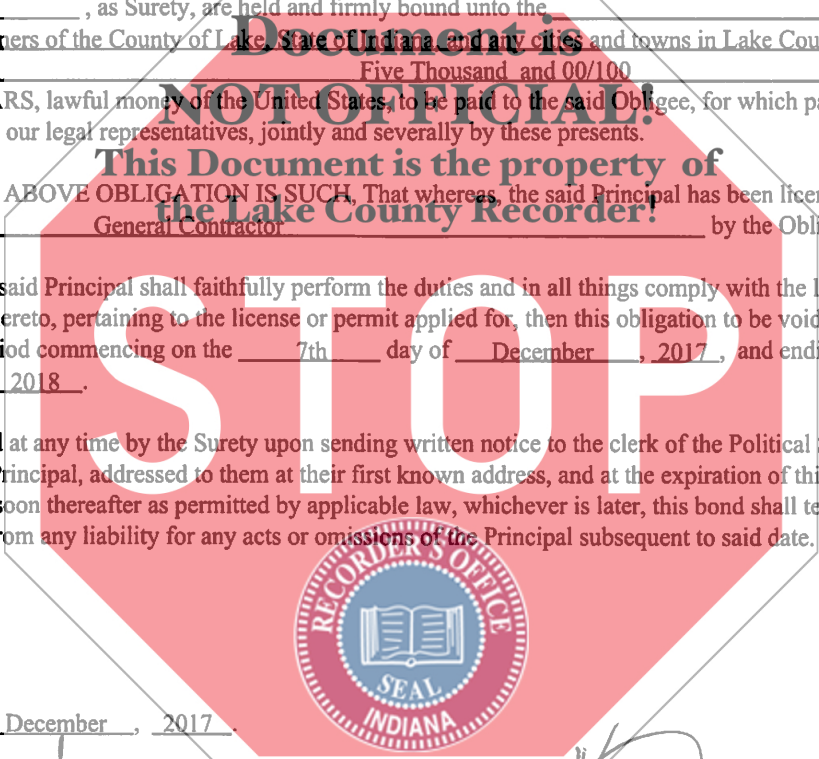 , as Surety, are held and firmly bound unto the
Document is
ners of the County of Lake, State of Indiana, and any cities and towns in Lake Cou
Five Thousand and 00/100
RS, lawful money of the United States, to be paid to the said Obligee, for which pa
NOT OFFICIAL!
our legal representatives, jointly and severally by these presents.
This Document is the property of
ABOVE OBLIGATION IS SUCH, That whereas, the said Principal has been licen
the Lake County Recorder!
General Contractor by the Obli
said Principal shall faithfully perform the duties and in all things comply with the l
ereto, pertaining to the license or permit applied for, then this obligation to be void
iod commencing on the 7th day of December , 2017 , and endi
2018 .
STOP
at any time by the Surety upon sending written notice to the clerk of the Political
rincipal, addressed to them at their first known address, and at the expiration of thi
soon thereafter as permitted by applicable law, whichever is later, this bond shall te
om any liability for any acts or omissions of the Principal subsequent to said date.
RECORDER'S OFFICE
SEAL
INDIANA
December , 2017 .